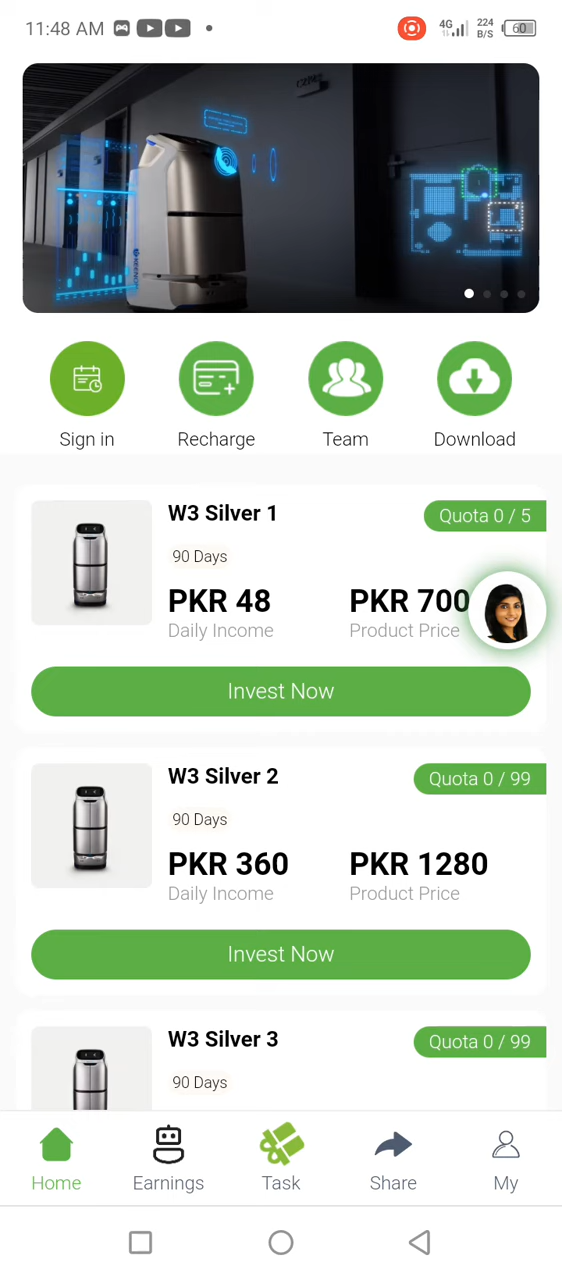 11:48 AM
4G
224
B/S
60
Sign in
Recharge
Team
Download
W3 Silver 1
Quota 0 / 5
90 Days
PKR 48
PKR 700
Daily Income
Product Price
Invest Now
W3 Silver 2
Quota 0 / 99
90 Days
PKR 360
PKR 1280
Daily Income
Product Price
Invest Now
W3 Silver 3
Quota 0 / 99
90 Days
Home
Earnings
Task
Share
My